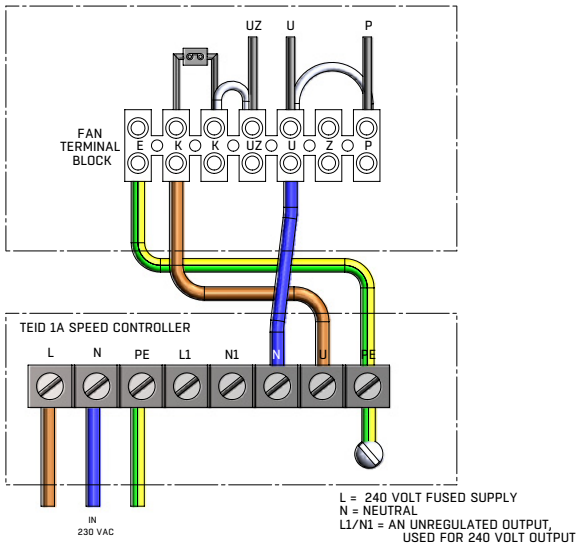 UZ U P
FAN
TERMINAL
BLOCK
E K K UZ U Z P
TEID 1A SPEED CONTROLLER
L N PE L1 N1 N U PE
IN
230 VAC
L = 240 VOLT FUSED SUPPLY
N = NEUTRAL
L1/N1 = AN UNREGULATED OUTPUT,
USED FOR 240 VOLT OUTPUT